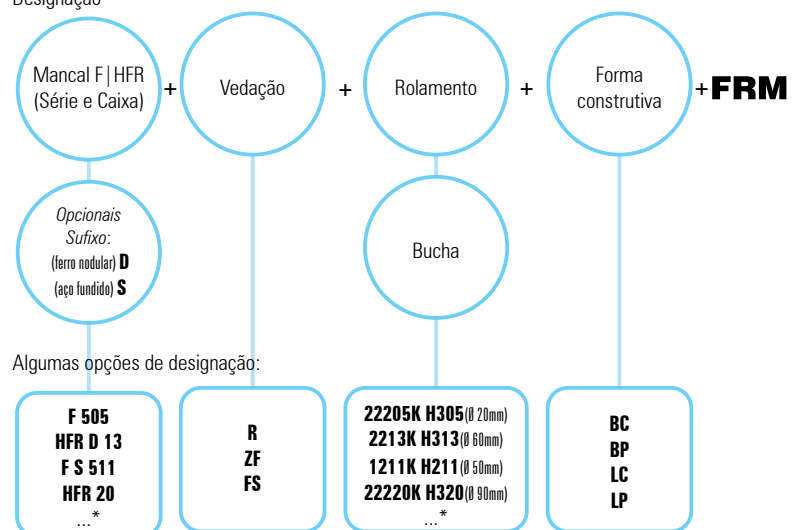 Designação
Mancal F|HFR
(Série e Caixa)
+
Vedação
+
Rolamento
+
Forma
construtiva
+FRM
Opcionais
Sufixo:
(ferro nodular) D
(aço fundido) S
Bucha
Algumas opções de designação:
F 505
HFR D 13
F S 511
HFR 20
...*
R
ZF
FS
22205K H305(Ø 20mm)
2213K H313(Ø 60mm)
1211K H211(Ø 50mm)
22220K H320(Ø 90mm)
...*
BC
BP
LC
LP